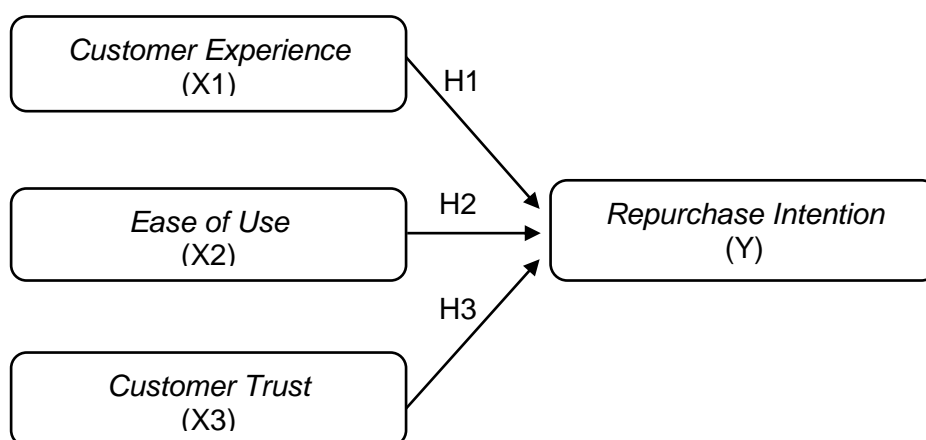 Customer Experience
(X1)
H1
Ease of Use
(X2)
H2
Repurchase Intention
(Y)
H3
Customer Trust
(X3)